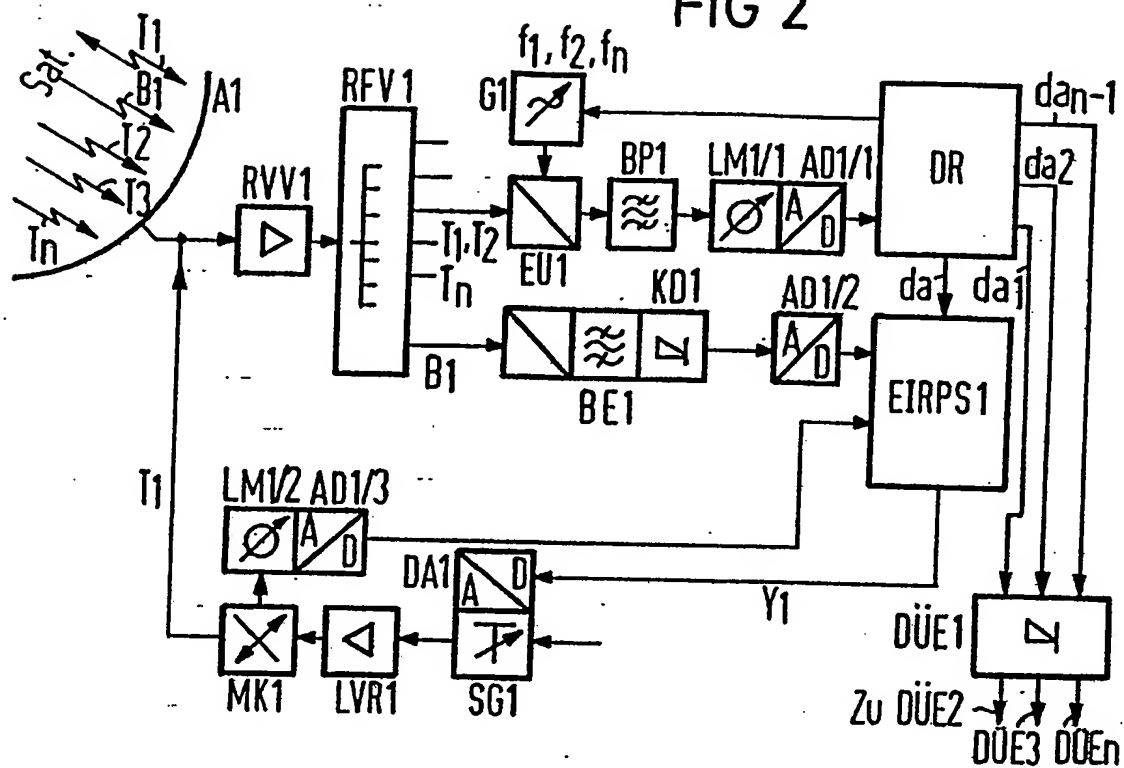 FIG 2
T1
Sat.
B1
A1
T2
T3
Tn
f1, f2, fn
G1
RFV1
RVV1
BP1
LM1/1 AD1/1
A
D
DR
dan-1
da2
T1,T2
Tn
EU1
KD1
AD1/2
A
D
da
da1
B1
BE1
EIRPS1
T1
LM1/2 AD1/3
A
D
DA1
D
A
Y1
DÜE1
MK1
LVR1
SG1
Zu DÜE2
DÜE3
DÜEn